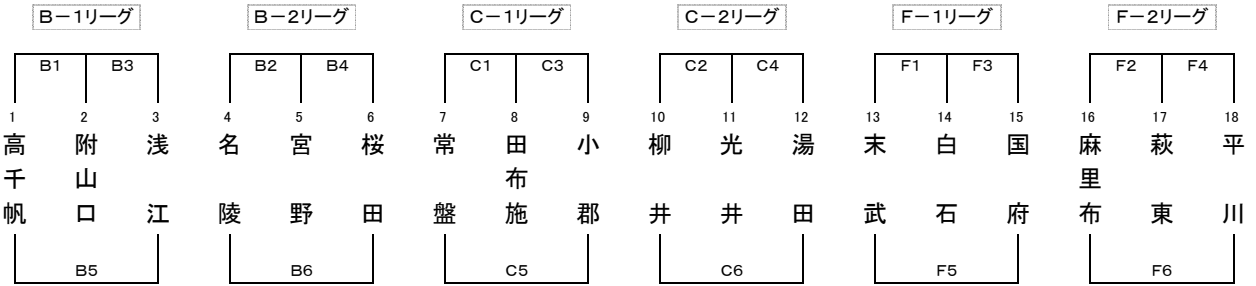 B－1リーグ B－2リーグ C－1リーグ C－2リーグ F－1リーグ F－2リーグ
B1 B3 B2 B4 C1 C3 C2 C4 F1 F3 F2 F4
1 2 3 4 5 6 7 8 9 10 11 12 13 14 15 16 17 18
高千帆
附山口
浅江
名陵
宮野
桜田
常盤
田布施
小郡
柳井
光井
湯田
末武
白石
国府
麻里布
萩東
平川
B5 B6 C5 C6 F5 F6